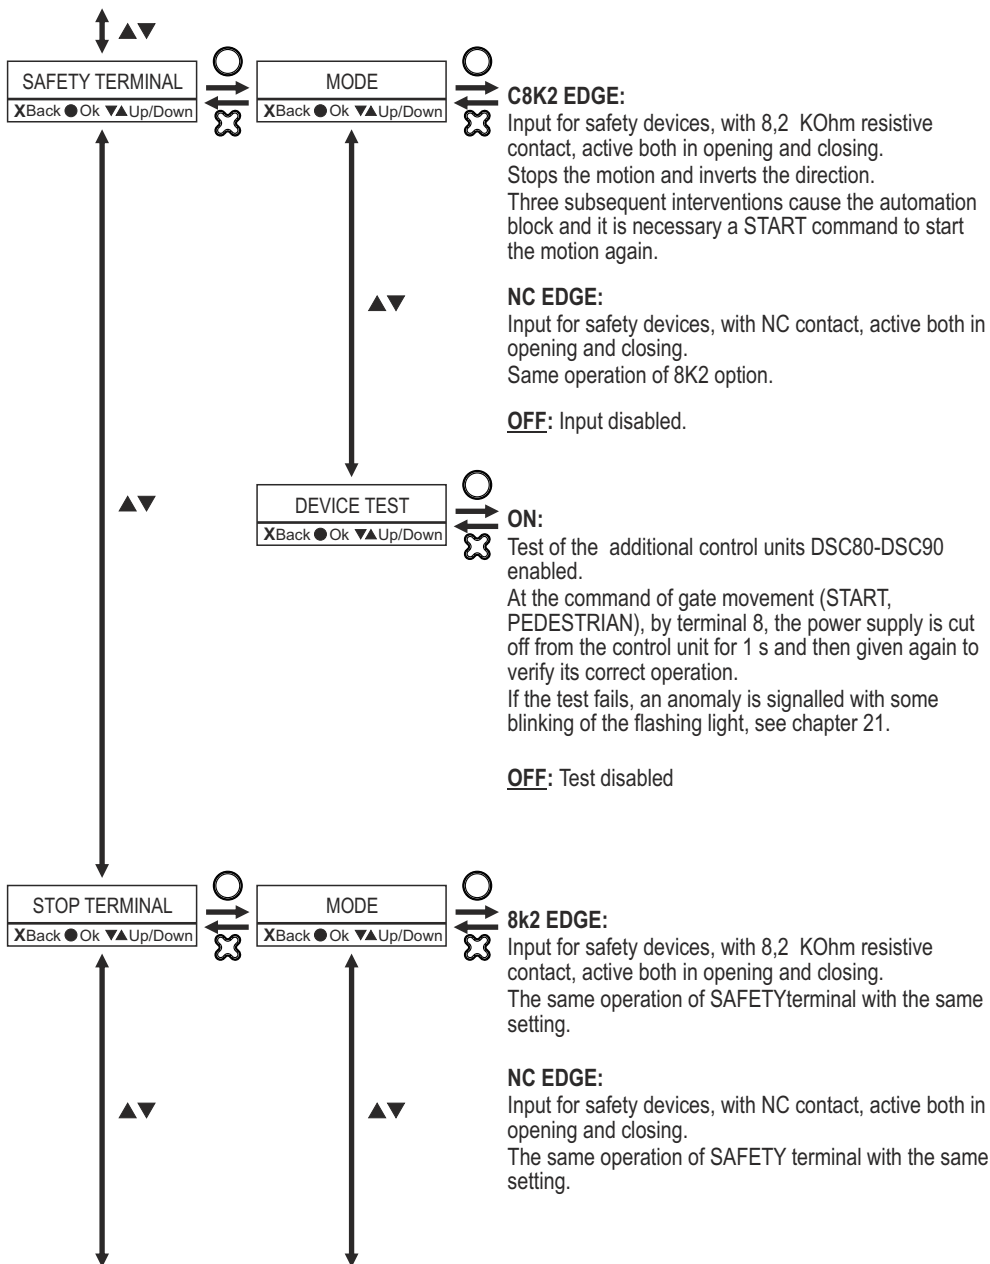 ▲▼
SAFETY TERMINAL
XBack ● Ok ▼▲Up/Down
MODE
XBack ● Ok ▼▲Up/Down
C8K2 EDGE:
Input for safety devices, with 8,2 KOhm resistive
contact, active both in opening and closing.
Stops the motion and inverts the direction.
Three subsequent interventions cause the automation
block and it is necessary a START command to start
the motion again.
▲▼
NC EDGE:
Input for safety devices, with NC contact, active both in
opening and closing.
Same operation of 8K2 option.
OFF: Input disabled.
▲▼
DEVICE TEST
XBack ● Ok ▼▲Up/Down
ON:
Test of the additional control units DSC80-DSC90
enabled.
At the command of gate movement (START,
PEDESTRIAN), by terminal 8, the power supply is cut
off from the control unit for 1 s and then given again to
verify its correct operation.
If the test fails, an anomaly is signalled with some
blinking of the flashing light, see chapter 21.
OFF: Test disabled
STOP TERMINAL
XBack ● Ok ▼▲Up/Down
MODE
XBack ● Ok ▼▲Up/Down
8k2 EDGE:
Input for safety devices, with 8,2 KOhm resistive
contact, active both in opening and closing.
The same operation of SAFETYterminal with the same
setting.
▲▼
▲▼
NC EDGE:
Input for safety devices, with NC contact, active both in
opening and closing.
The same operation of SAFETY terminal with the same
setting.